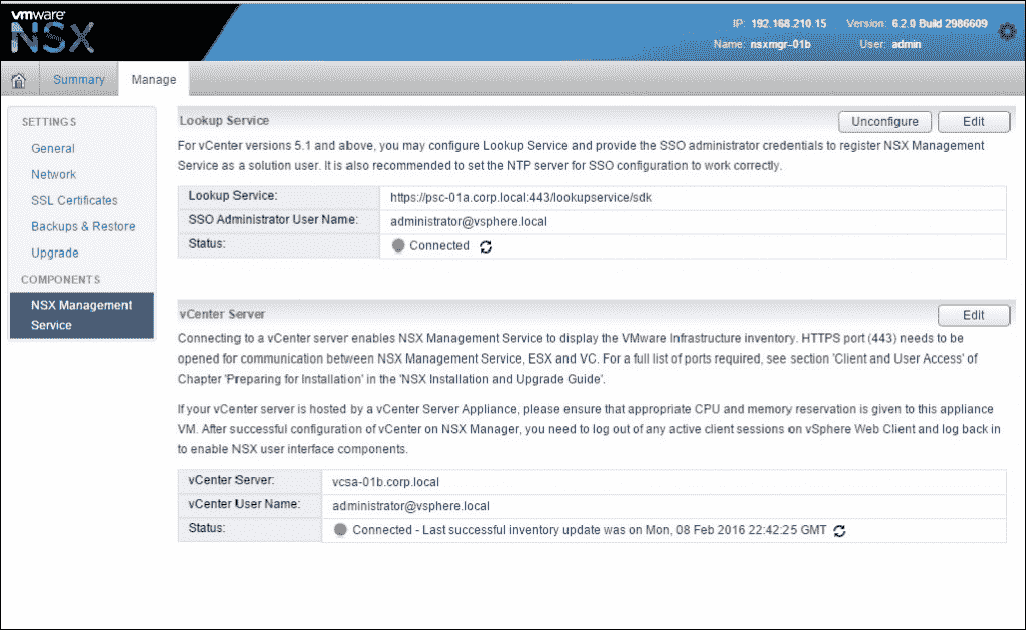 vmware
NSX
IP: 192.168.210.15 Version: 6.2.0 Build 2986609
Name: nsxmgr-01b User: admin
Summary Manage
SETTINGS
General
Network
SSL Certificates
Backups & Restore
Upgrade
COMPONENTS
NSX Management
Service
Lookup Service Unconfigure Edit
For vCenter versions 5.1 and above, you may configure Lookup Service and provide the SSO administrator credentials to register NSX Management
Service as a solution user. It is also recommended to set the NTP server for SSO configuration to work correctly.
Lookup Service: https://psc-01a.corp.local:443/lookupservice/sdk
SSO Administrator User Name: administrator@vsphere.local
Status: Connected
vCenter Server Edit
Connecting to a vCenter server enables NSX Management Service to display the VMware Infrastructure inventory. HTTPS port (443) needs to be
opened for communication between NSX Management Service, ESX and VC. For a full list of ports required, see section 'Client and User Access' of
Chapter 'Preparing for Installation' in the 'NSX Installation and Upgrade Guide'.
If your vCenter server is hosted by a vCenter Server Appliance, please ensure that appropriate CPU and memory reservation is given to this appliance
VM. After successful configuration of vCenter on NSX Manager, you need to log out of any active client sessions on vSphere Web Client and log back in
to enable NSX user interface components.
vCenter Server: vcsa-01b.corp.local
vCenter User Name: administrator@vsphere.local
Status: Connected - Last successful inventory update was on Mon, 08 Feb 2016 22:42:25 GMT